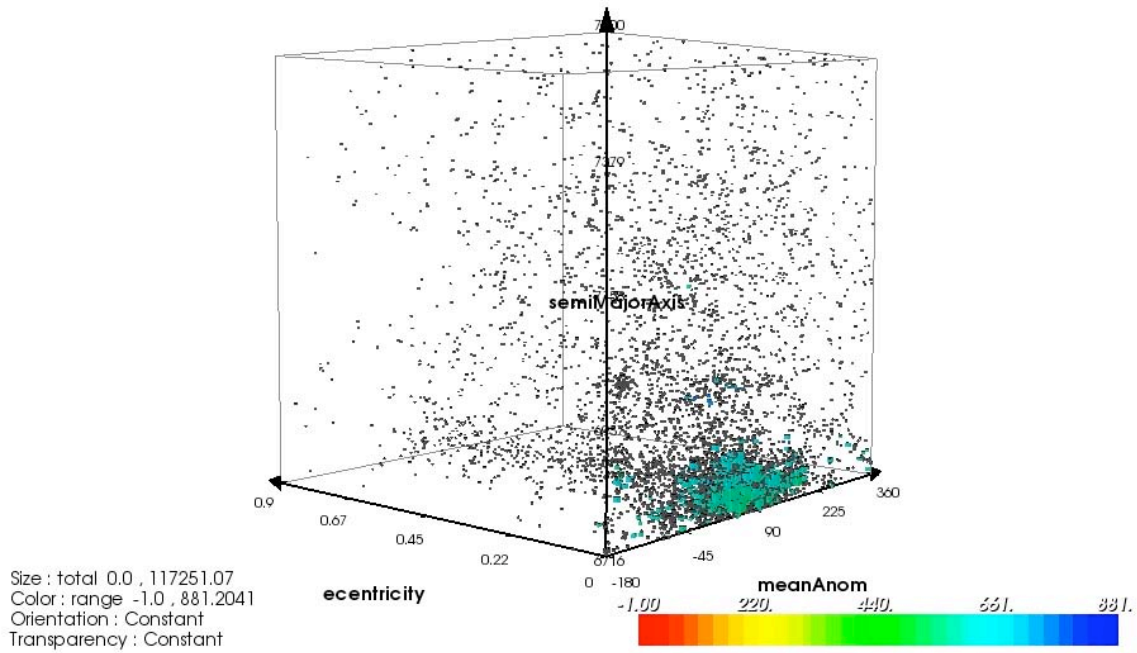 7379
semiMajorAxis
0.9
0.67
0.45
0.22
0
-180
-45
90
225
360
ecentricity
meanAnom
Size : total 0.0 , 117251.07
Color : range -1.0 , 881.2041
Orientation : Constant
Transparency : Constant
-1.00 220. 440. 661. 881.